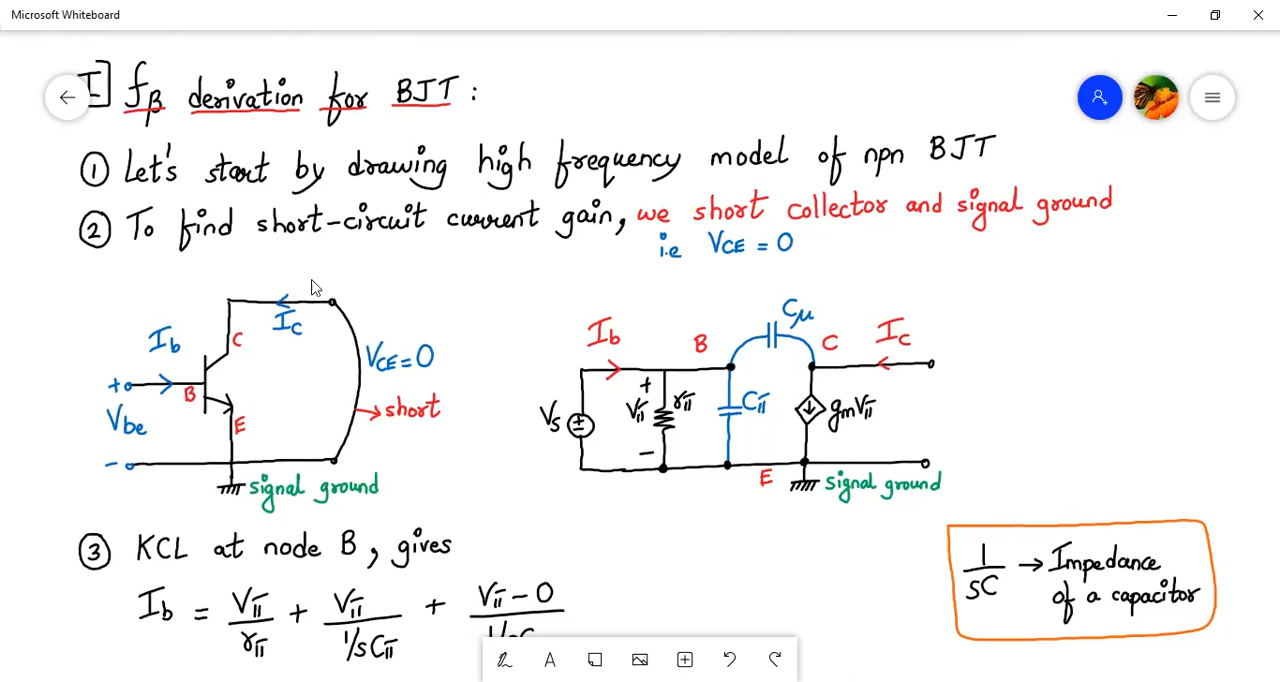 Microsoft Whiteboard
I] fβ derivation for BJT :
① Let's start by drawing high frequency model of npn BJT
② To find short-circuit current gain, we short collector and signal ground
i.e VCE = 0
Ic
Ib
C
VCE = 0
+
B
short
Vbe
E
-
signal ground
Cμ
Ib
B
C
Ic
+
Vπ
rπ
Cπ
Vs
gmVπ
-
E
signal ground
③ KCL at node B, gives
Ib = Vπ/rπ + Vπ/(1/sCπ) + (Vπ - 0)/
1/sC → Impedance
of a capacitor